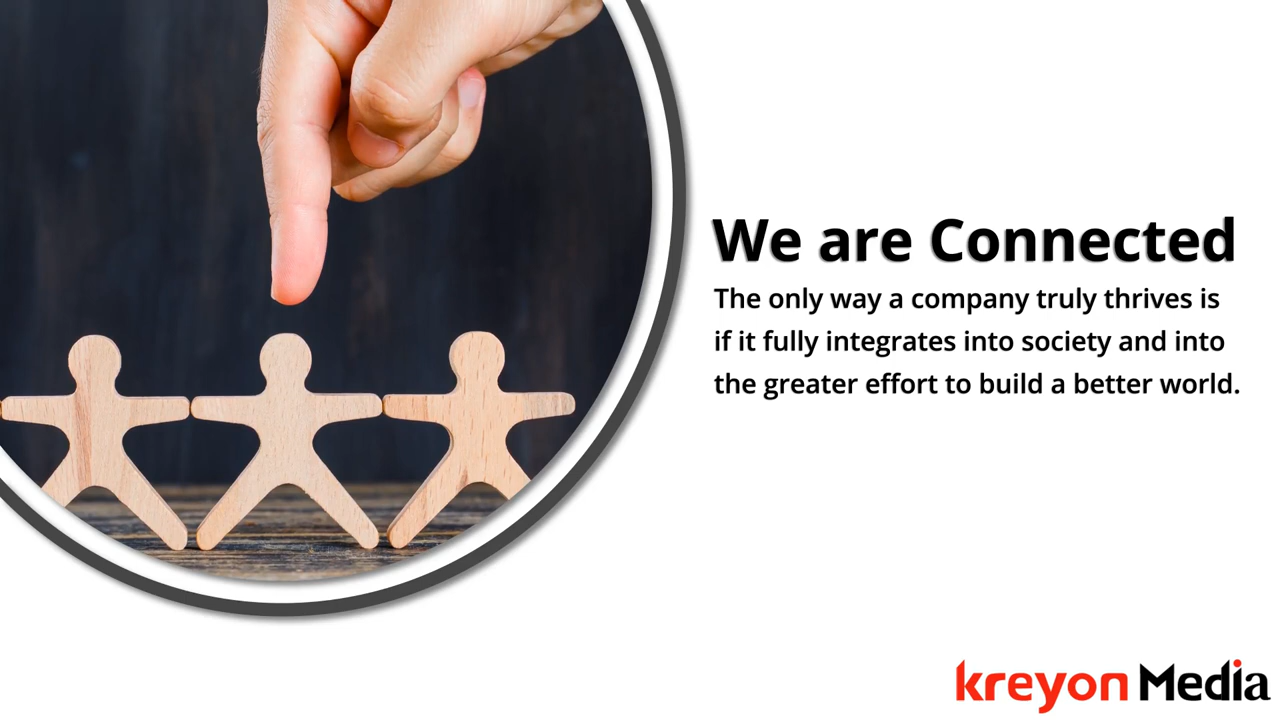 We are Connected
The only way a company truly thrives is
if it fully integrates into society and into
the greater effort to build a better world.
kreyon Media